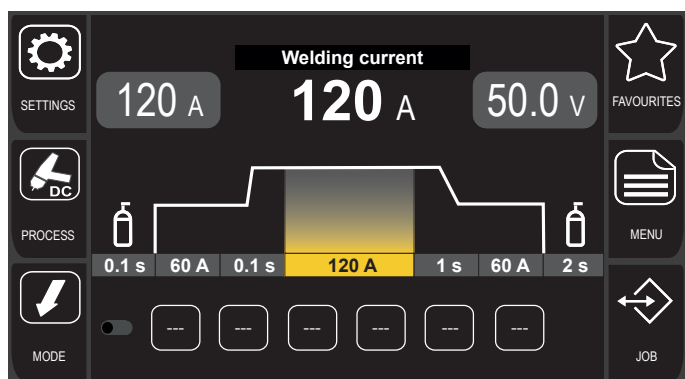 SETTINGS
DC
PROCESS
MODE
Welding current
120 A
120 A
50.0 V
0.1 s
60 A
0.1 s
120 A
1 s
60 A
2 s
---
---
---
---
---
---
FAVOURITES
MENU
JOB